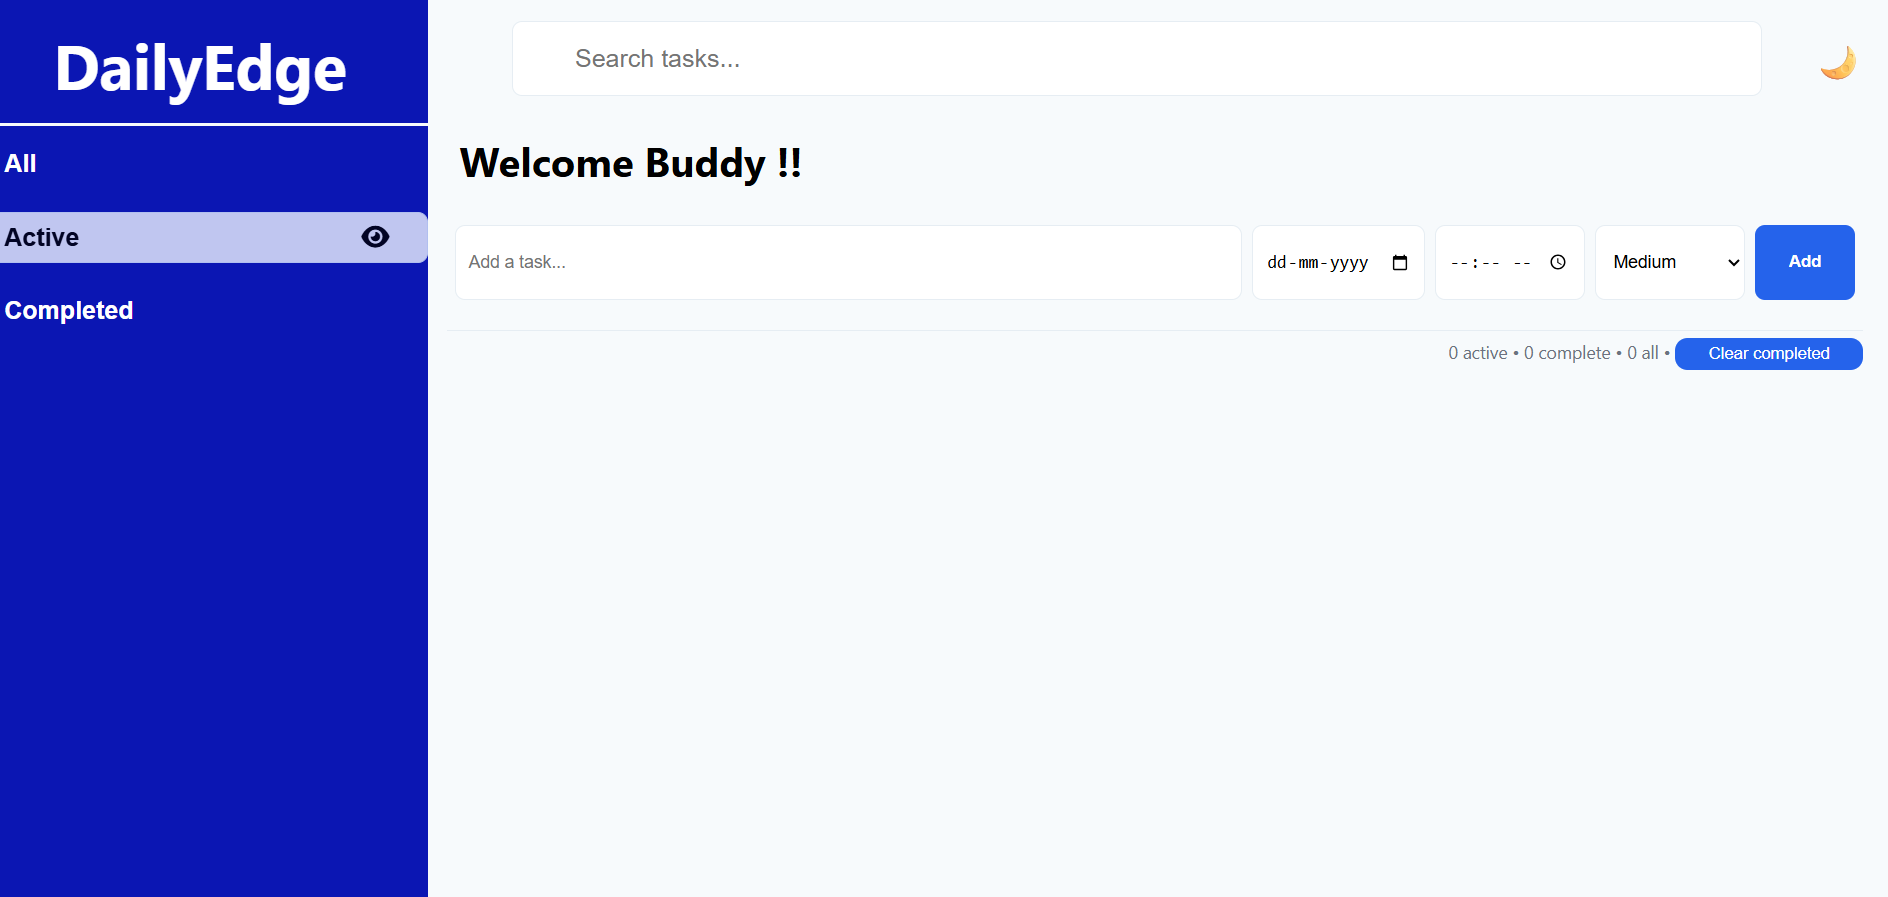 DailyEdge
All
Active
Completed
Search tasks...
Welcome Buddy !!
Add a task...
dd-mm-yyyy
--:-- --
Medium
Add
0 active • 0 complete • 0 all •
Clear completed